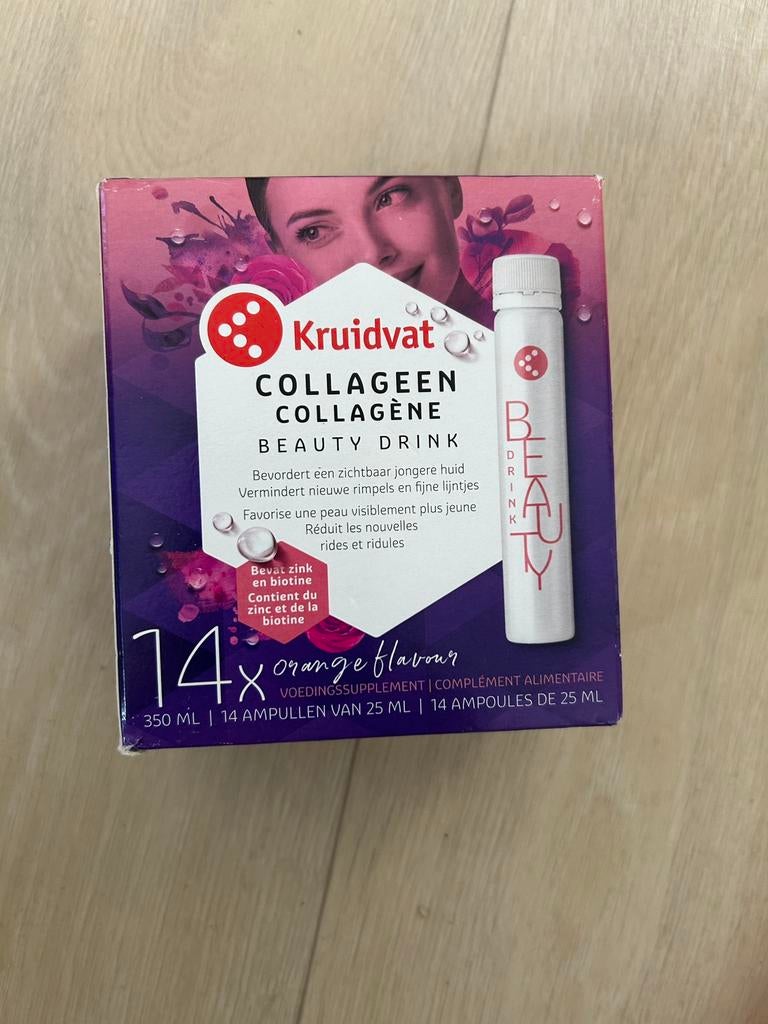 Kruidvat
COLLAGEEN
COLLAGÈNE
BEAUTY DRINK
Bevordert een zichtbaar jongere huid
Vermindert nieuwe rimpels en fijne lijntjes
Favorise une peau visiblement plus jeune
Réduit les nouvelles
rides et ridules
Bevat zink
en biotine
Contient du
zinc et de la
biotine
BEAUTY
DRINK
14x orange flavour
VOEDINGSSUPPLEMENT | COMPLÉMENT ALIMENTAIRE
350 ML | 14 AMPULLEN VAN 25 ML | 14 AMPOULES DE 25 ML